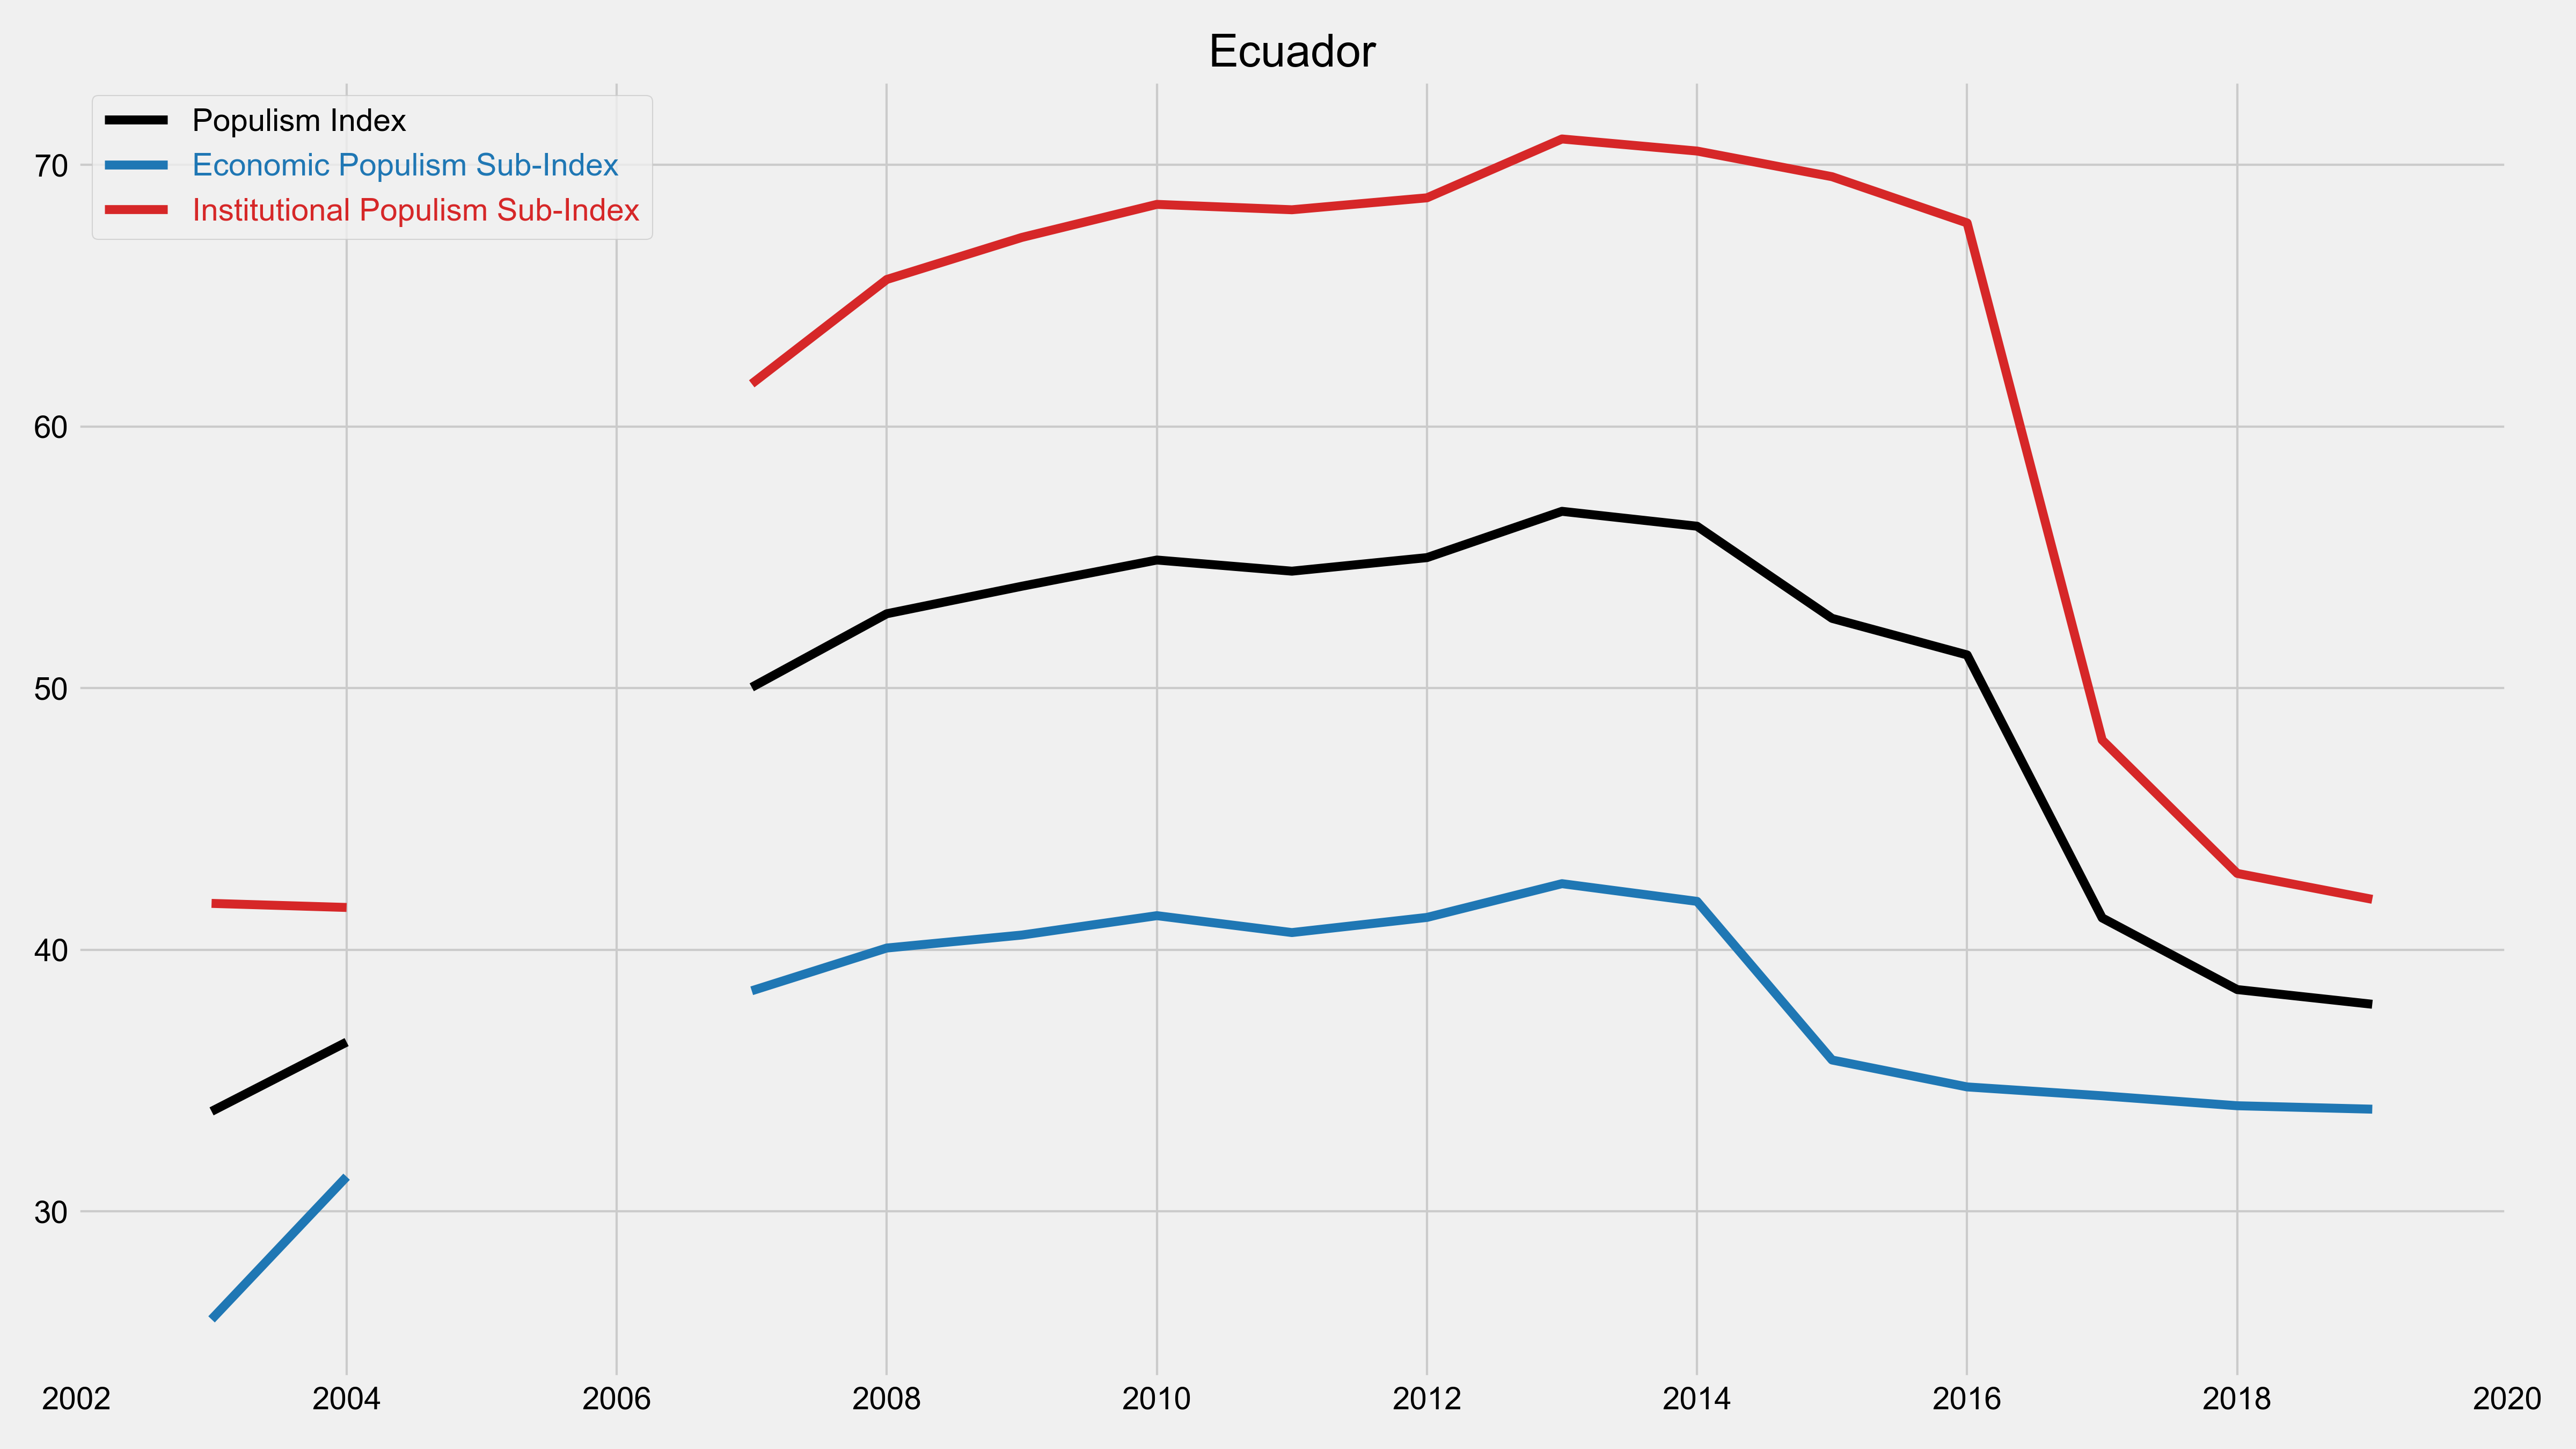 Ecuador
Populism Index
Economic Populism Sub-Index
Institutional Populism Sub-Index
70
60
50
40
30
2002 2004 2006 2008 2010 2012 2014 2016 2018 2020